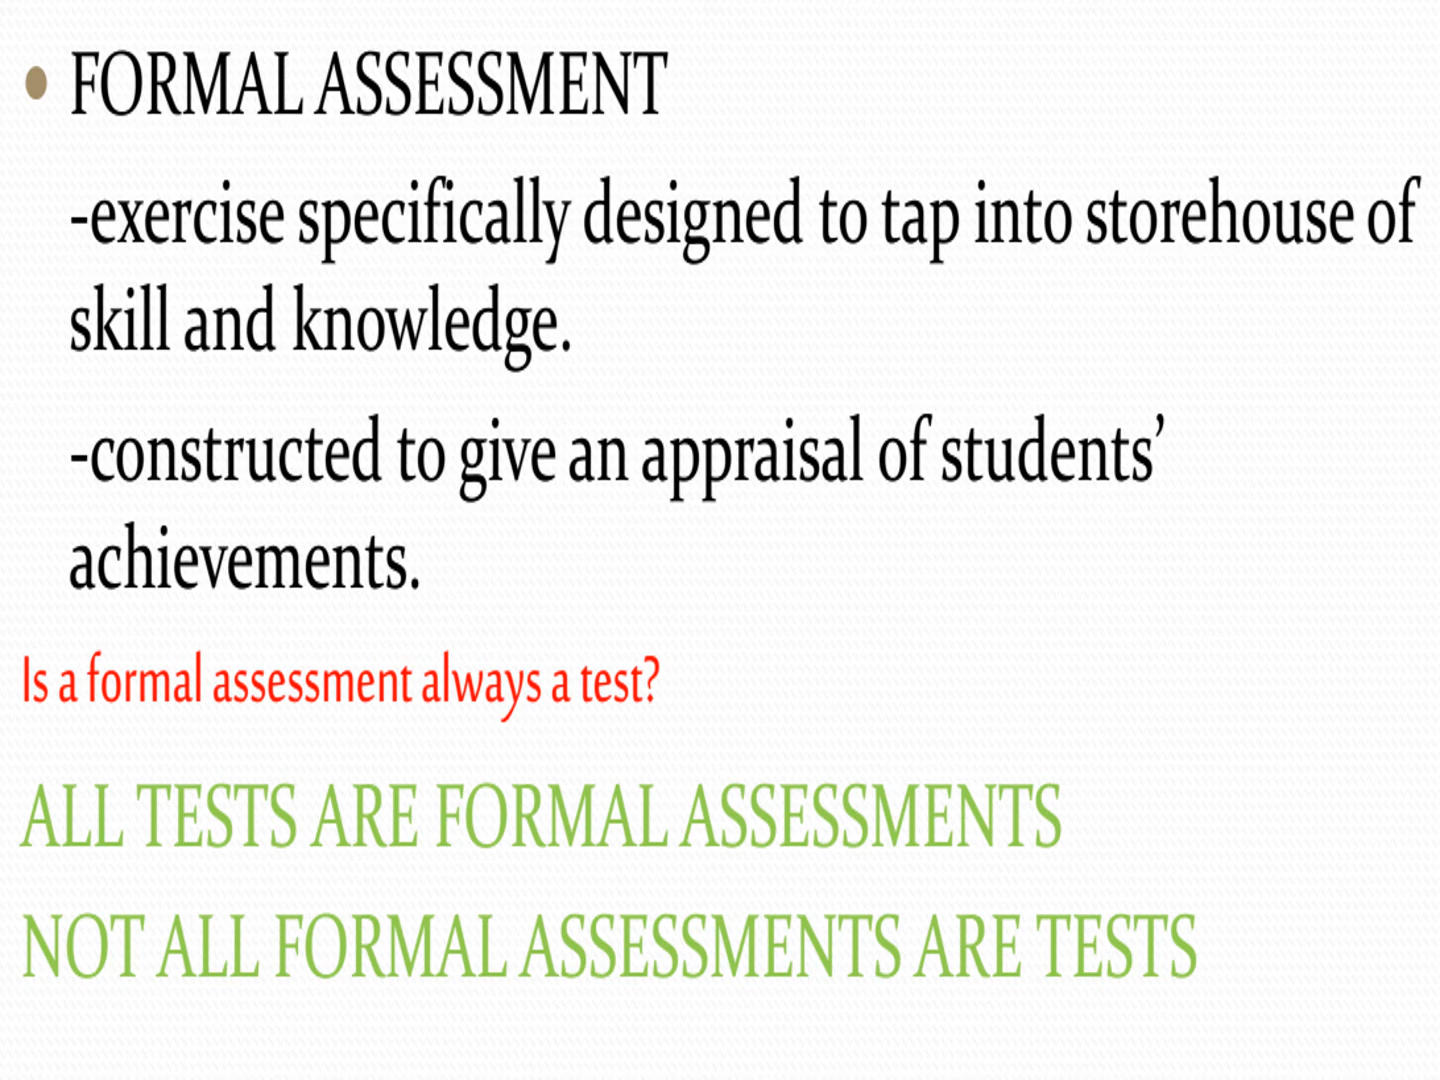 • FORMAL ASSESSMENT
-exercise specifically designed to tap into storehouse of
skill and knowledge.
-constructed to give an appraisal of students’
achievements.
Is a formal assessment always a test?
ALL TESTS ARE FORMAL ASSESSMENTS
NOT ALL FORMAL ASSESSMENTS ARE TESTS